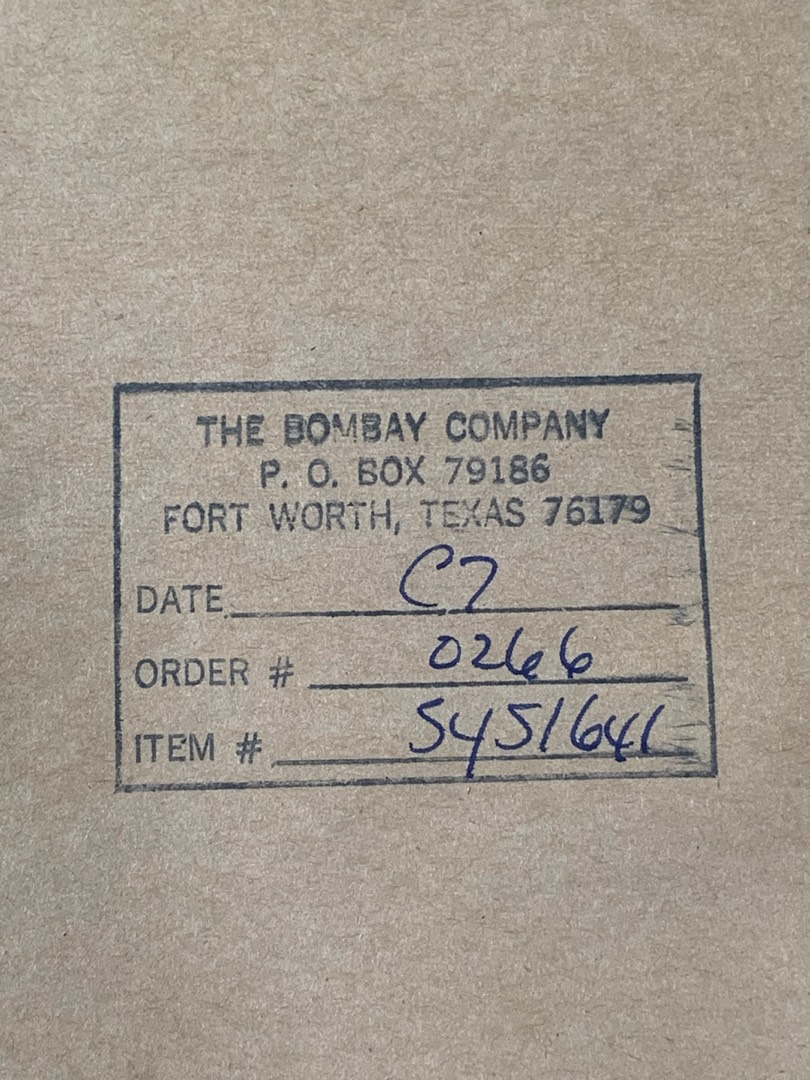 THE BOMBAY COMPANY
P. O. BOX 79186
FORT WORTH, TEXAS 76179
DATE C7
ORDER # 0266
ITEM # 5451641